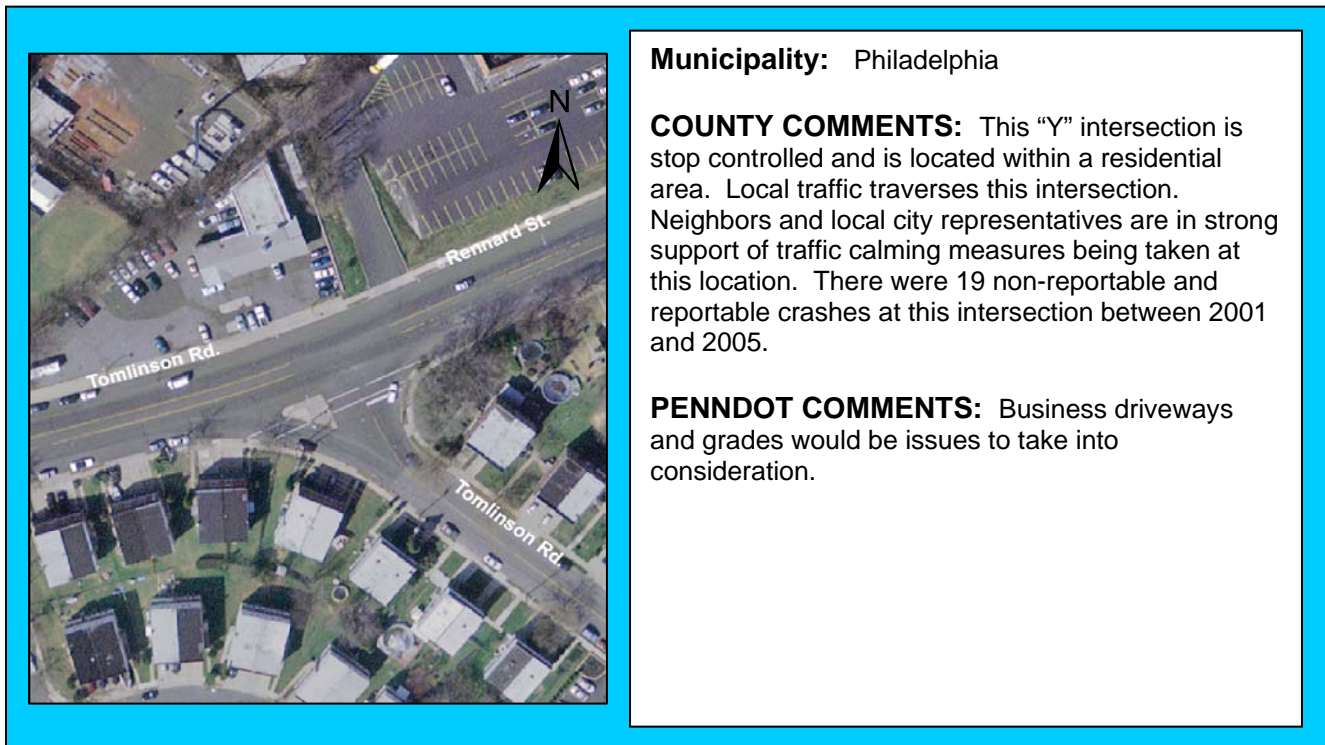 N
Rennard St.
Tomlinson Rd.
Tomlinson Rd.
Municipality: Philadelphia
COUNTY COMMENTS: This “Y” intersection is
stop controlled and is located within a residential
area. Local traffic traverses this intersection.
Neighbors and local city representatives are in strong
support of traffic calming measures being taken at
this location. There were 19 non-reportable and
reportable crashes at this intersection between 2001
and 2005.
PENNDOT COMMENTS: Business driveways
and grades would be issues to take into
consideration.